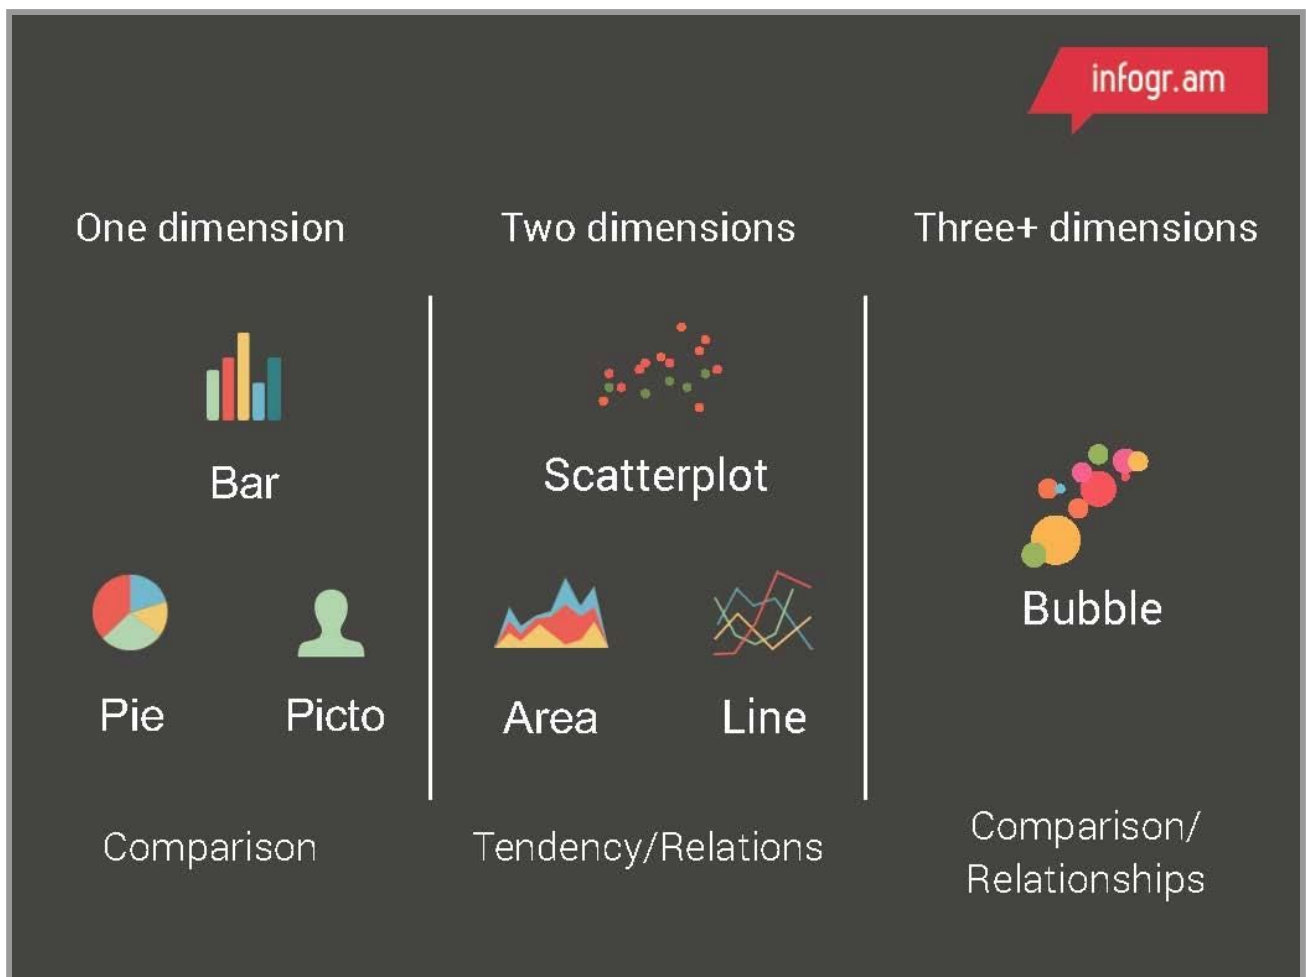 infogr.am
One dimension
Two dimensions
Three+ dimensions
Bar
Scatterplot
Bubble
Pie
Picto
Area
Line
Comparison
Tendency/Relations
Comparison/
Relationships